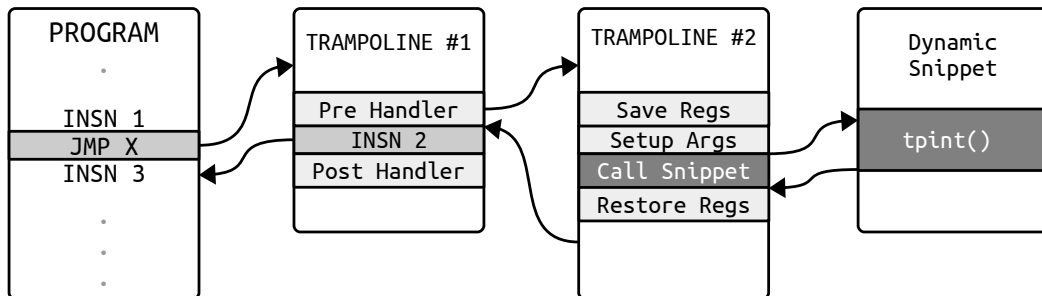 PROGRAM
INSN 1
JMP X
INSN 3
TRAMPOLINE #1
Pre Handler
INSN 2
Post Handler
TRAMPOLINE #2
Save Regs
Setup Args
Call Snippet
Restore Regs
Dynamic
Snippet
tpint()